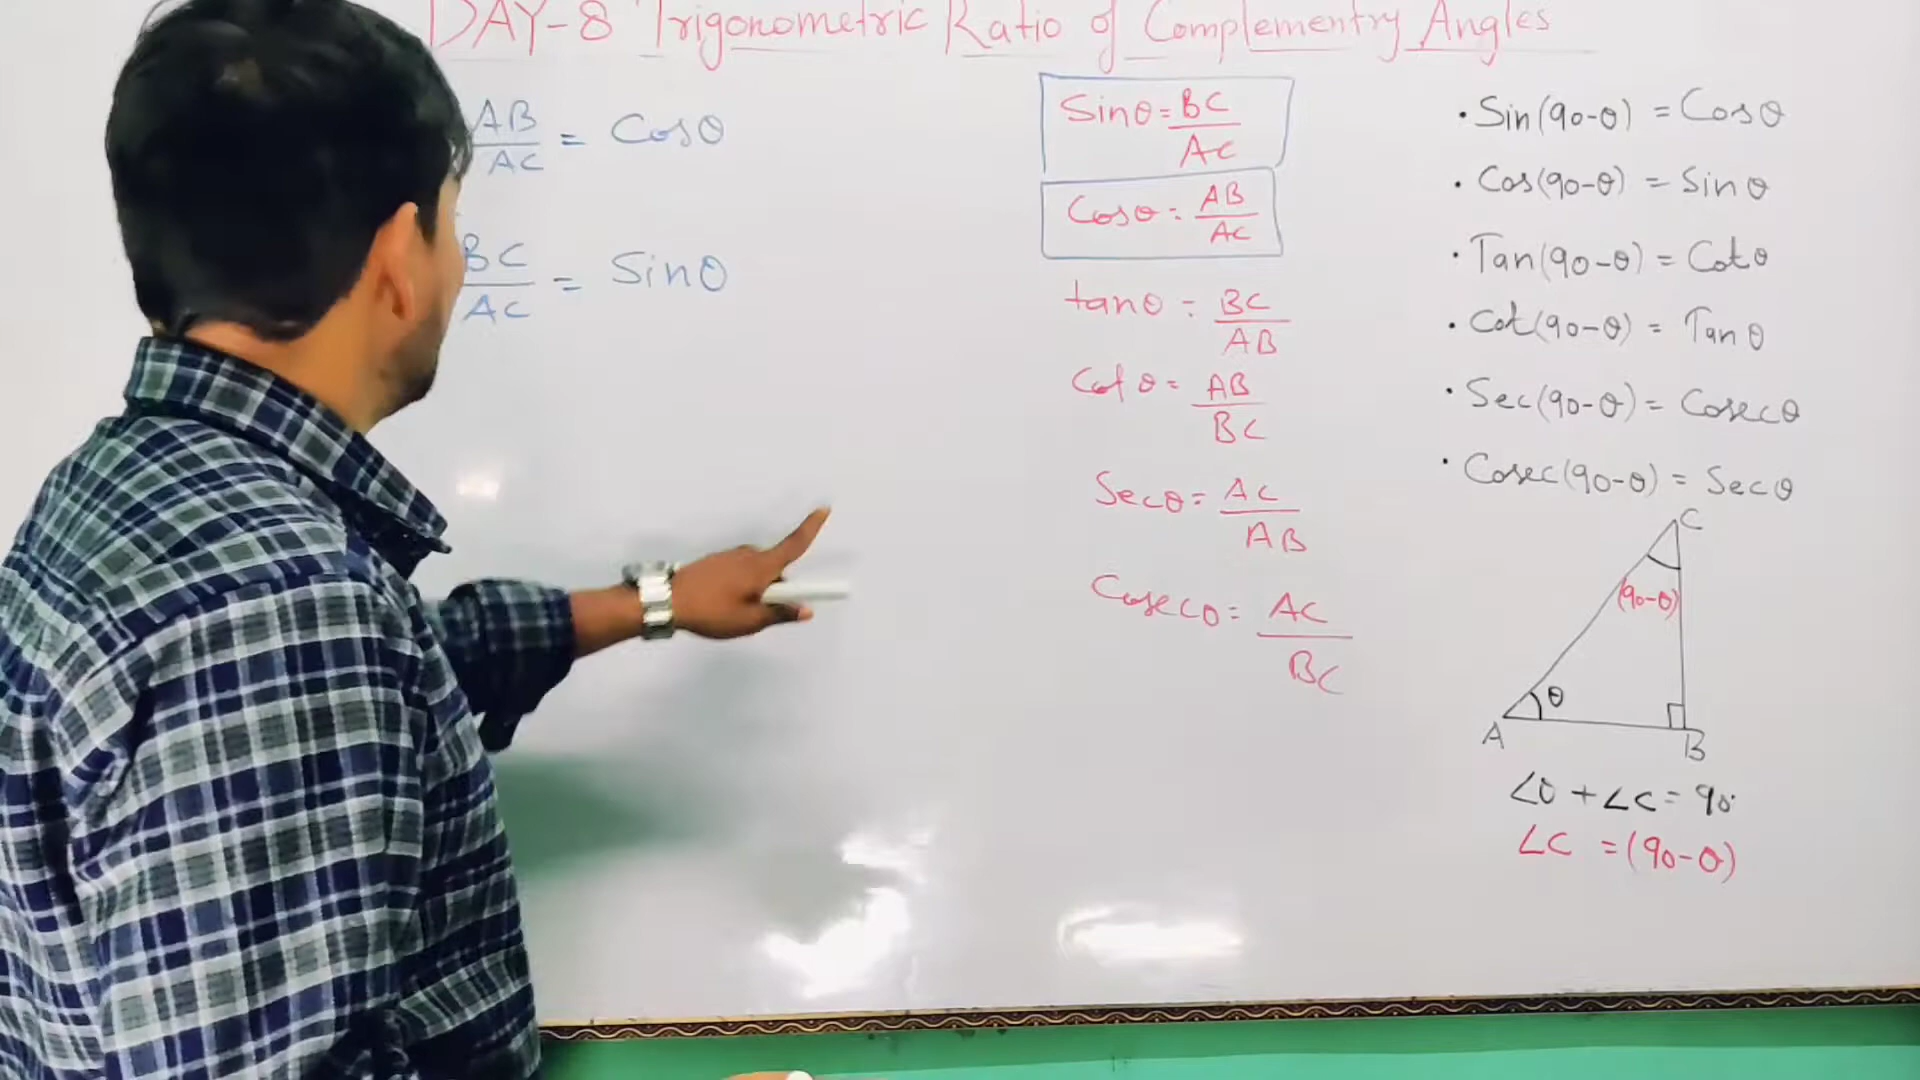 DAY-8 Trigonometric Ratio of Complementry Angles
AB/AC = Cosθ
BC/AC = Sinθ
Sinθ = BC/AC
Cosθ = AB/AC
tanθ = BC/AB
Cotθ = AB/BC
Secθ = AC/AB
Cosecθ = AC/BC
• Sin(90-θ) = Cosθ
• Cos(90-θ) = Sinθ
• Tan(90-θ) = Cotθ
• Cot(90-θ) = Tanθ
• Sec(90-θ) = Cosecθ
• Cosec(90-θ) = Secθ
C
(90-θ)
θ
A
B
∠θ + ∠C = 90°
∠C = (90-θ)